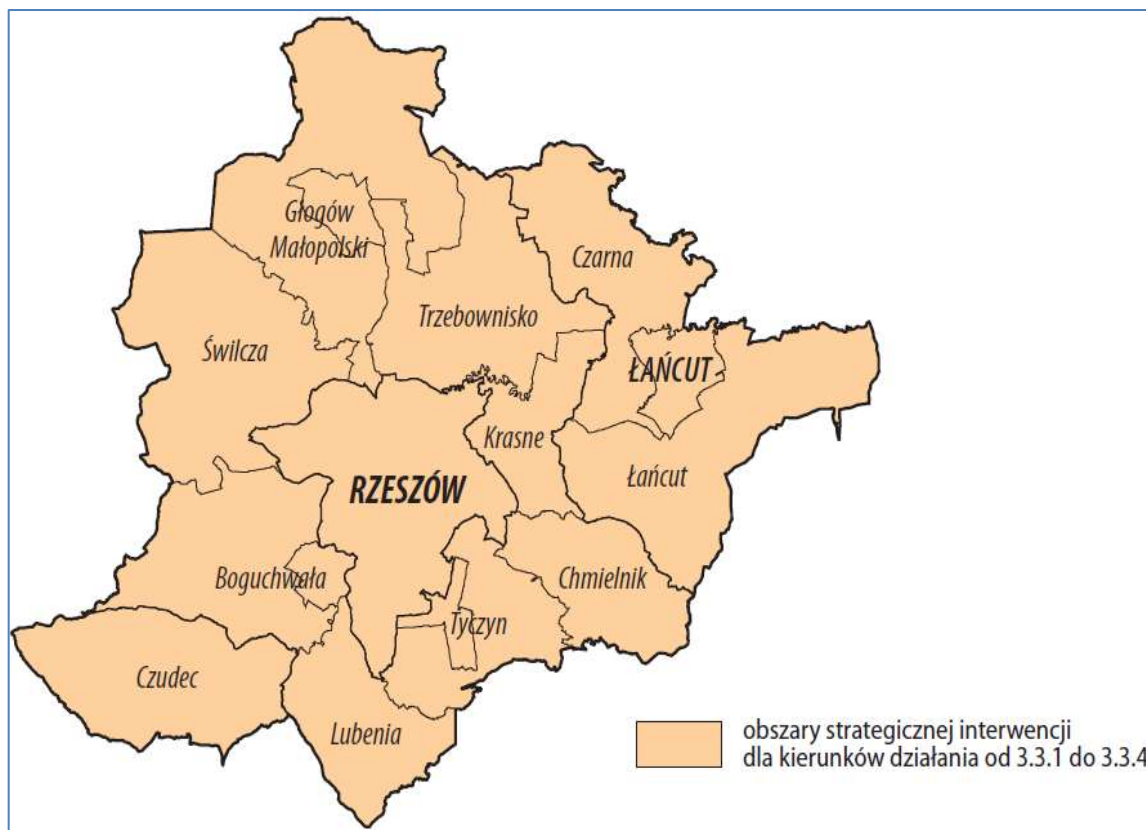 Głogów
Małopolski
Czarna
Trzebownisko
Świlcza
ŁAŃCUT
Krasne
RZESZÓW
Łańcut
Boguchwała
Chmielnik
Tyczyn
Czudec
Lubenia
obszary strategicznej interwencji
dla kierunków działania od 3.3.1 do 3.3.4